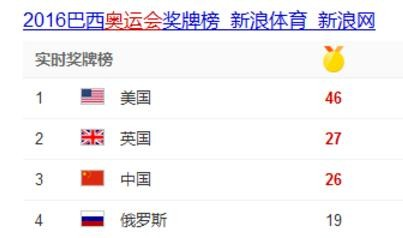 2016巴西奥运会奖牌榜_新浪体育_新浪网
实时奖牌榜
1 美国 46
2 英国 27
3 中国 26
4 俄罗斯 19